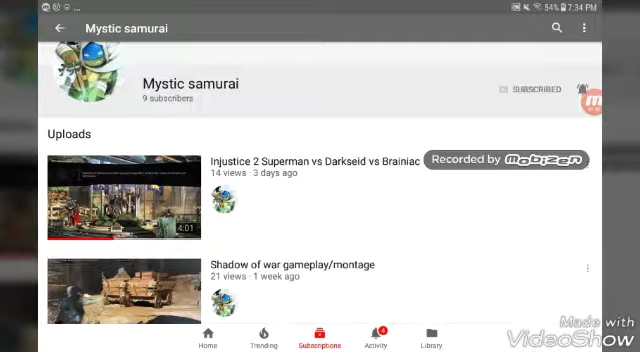 54% 7:34 PM
Mystic samurai
Mystic samurai
9 subscribers
SUBSCRIBED
Uploads
Injustice 2 Superman vs Darkseid vs Brainiac
14 views · 3 days ago
Recorded by mobizen
4:01
Shadow of war gameplay/montage
21 views · 1 week ago
4
Home
Trending
Subscriptions
Activity
Library
Made with
VideoShow